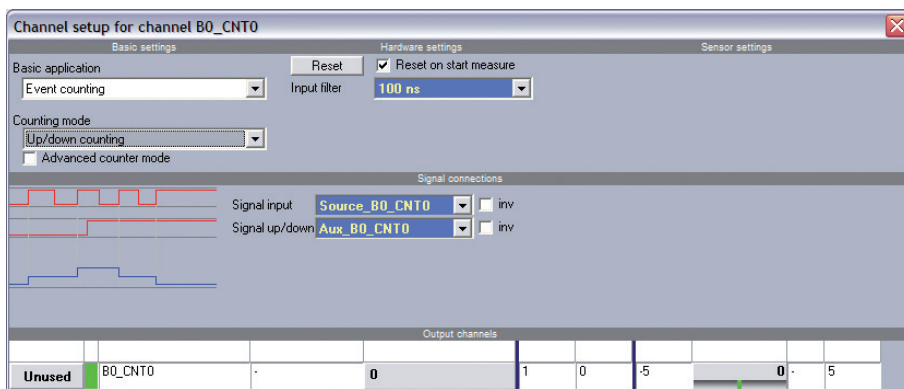 Channel setup for channel B0_CNT0
Basic settings
Hardware settings
Sensor settings
Basic application
Event counting
Counting mode
Up/down counting
Advanced counter mode
Reset
Reset on start measure
Input filter
100 ns
Signal connections
Signal input
Source_B0_CNT0
inv
Signal up/down
Aux_B0_CNT0
inv
Output channels
Unused B0_CNT0 - 0 1 0 -5 0 - 5